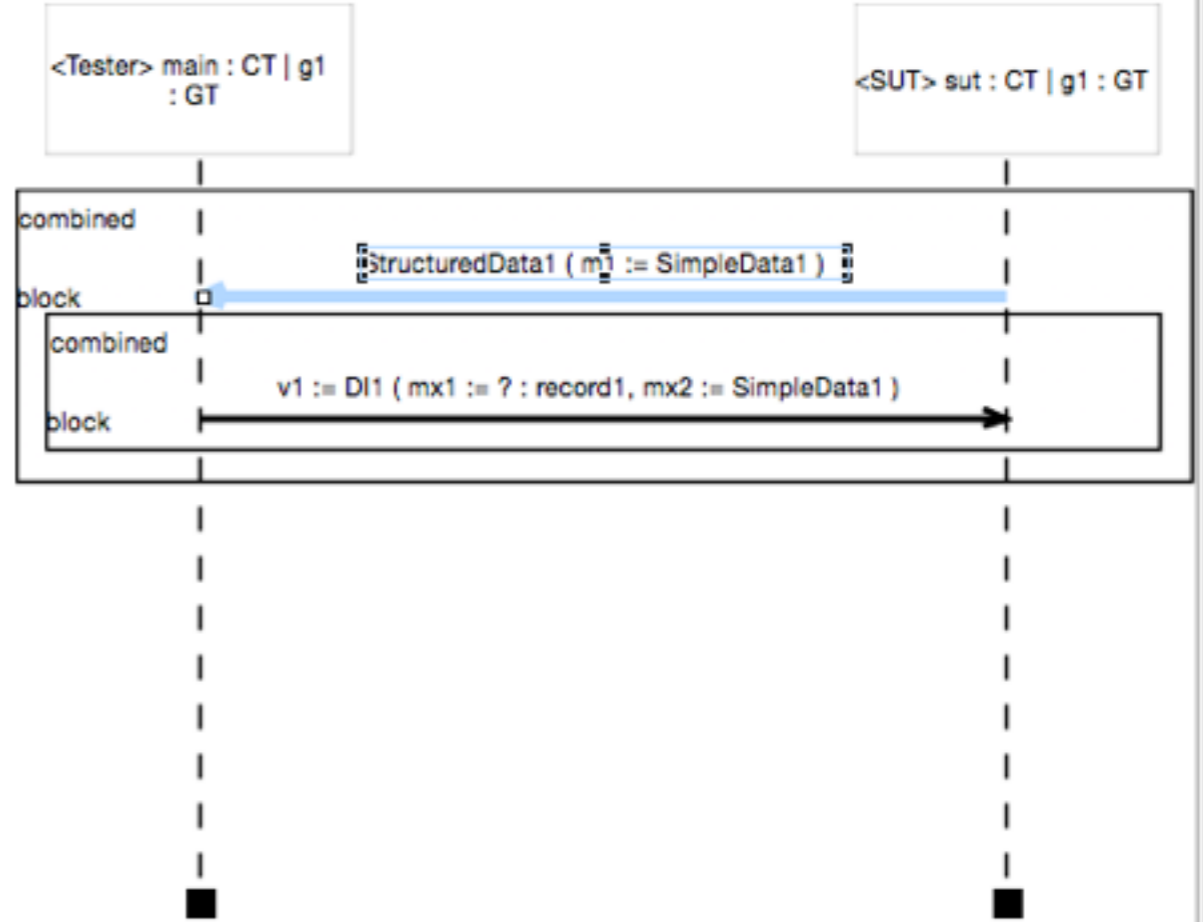 <Tester> main : CT | g1
: GT
<SUT> sut : CT | g1 : GT
combined
StructuredData1 ( m1 := SimpleData1 )
block
combined
v1 := DI1 ( mx1 := ? : record1, mx2 := SimpleData1 )
block